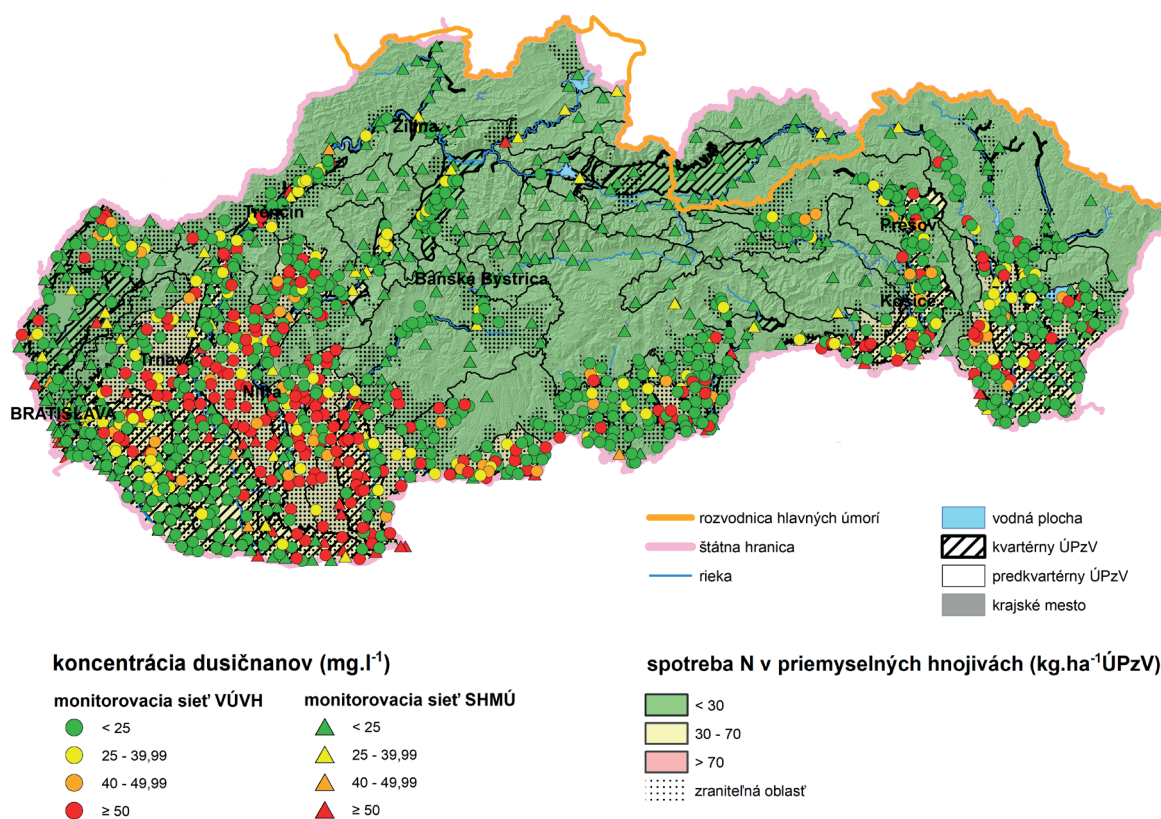 Žilina
Trenčín
Prešov
Banská Bystrica
Košice
Trnava
Nitra
BRATISLAVA
rozvodnica hlavných úmorí
štátna hranica
rieka
vodná plocha
kvartérny ÚPzV
predkvartérny ÚPzV
krajské mesto
koncentrácia dusičnanov (mg.l-1)
monitorovacia sieť VÚVH
< 25
25 - 39,99
40 - 49,99
≥ 50
monitorovacia sieť SHMÚ
< 25
25 - 39,99
40 - 49,99
≥ 50
spotreba N v priemyselných hnojivách (kg.ha-1ÚPzV)
< 30
30 - 70
> 70
zraniteľná oblasť